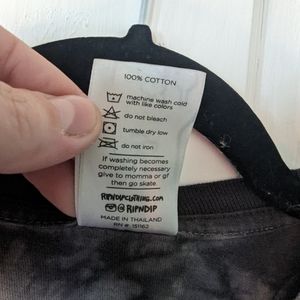 100% COTTON
machine wash cold
with like colors
do not bleach
tumble dry low
do not iron
If washing becomes
completely necessary
give to momma or gf
then go skate.
RIPNDIPCLOTHING.COM
@RIPNDIP
MADE IN THAILAND
RN #: 151162